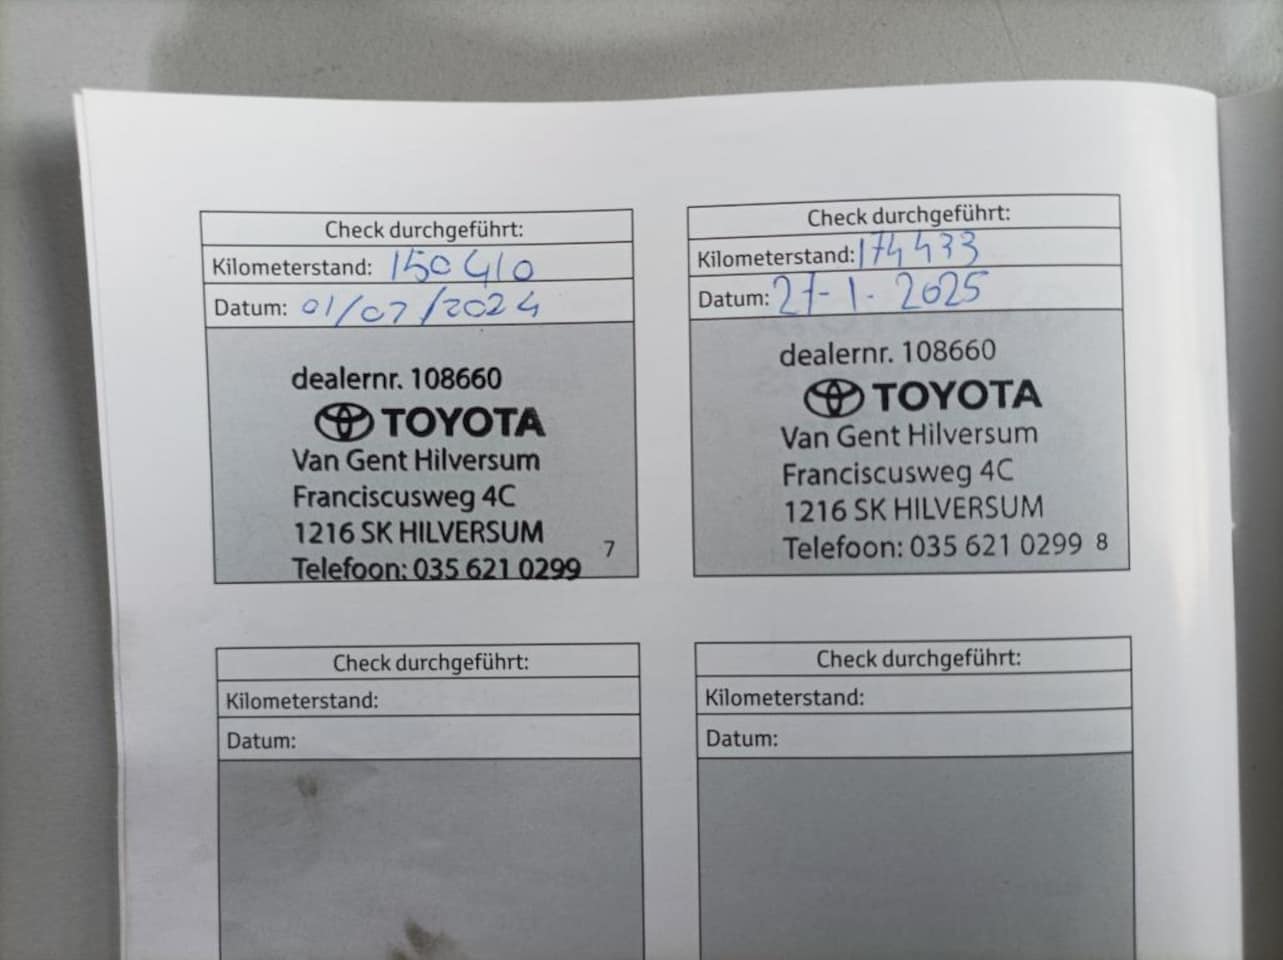 Check durchgeführt:
Kilometerstand: 150410
Datum: 01/07/2024
dealernr. 108660
TOYOTA
Van Gent Hilversum
Franciscusweg 4C
1216 SK HILVERSUM
Telefoon: 035 621 0299
7
Check durchgeführt:
Kilometerstand: 174433
Datum: 27-1-2025
dealernr. 108660
TOYOTA
Van Gent Hilversum
Franciscusweg 4C
1216 SK HILVERSUM
Telefoon: 035 621 0299 8
Check durchgeführt:
Kilometerstand:
Datum:
Check durchgeführt:
Kilometerstand:
Datum: